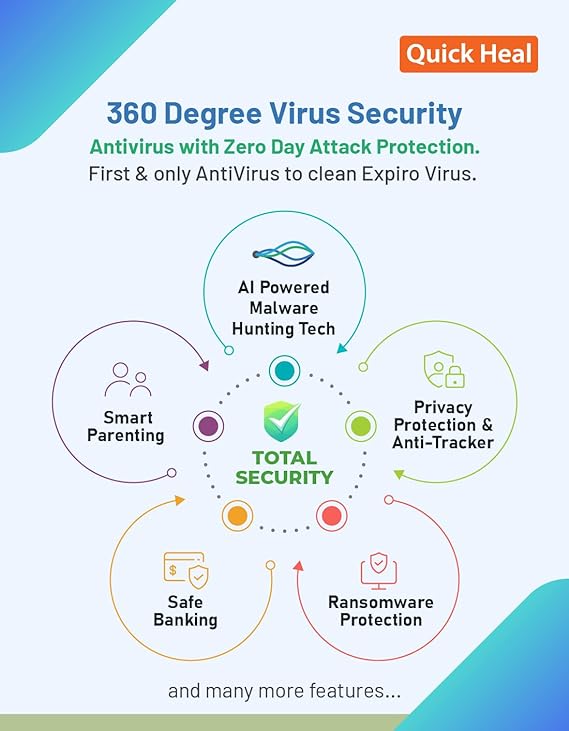 Quick Heal
360 Degree Virus Security
Antivirus with Zero Day Attack Protection.
First & only AntiVirus to clean Expiro Virus.
AI Powered
Malware
Hunting Tech
Smart
Parenting
Privacy
Protection &
Anti-Tracker
TOTAL
SECURITY
$
Safe
Banking
Ransomware
Protection
and many more features...